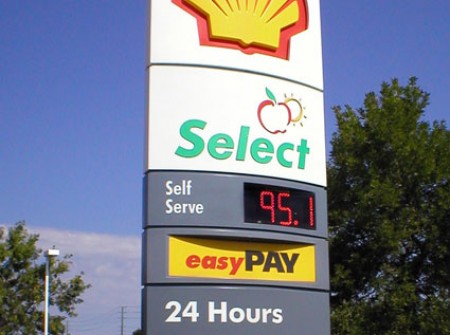 Select
Self
Serve
95.1
easyPAY
24 Hours